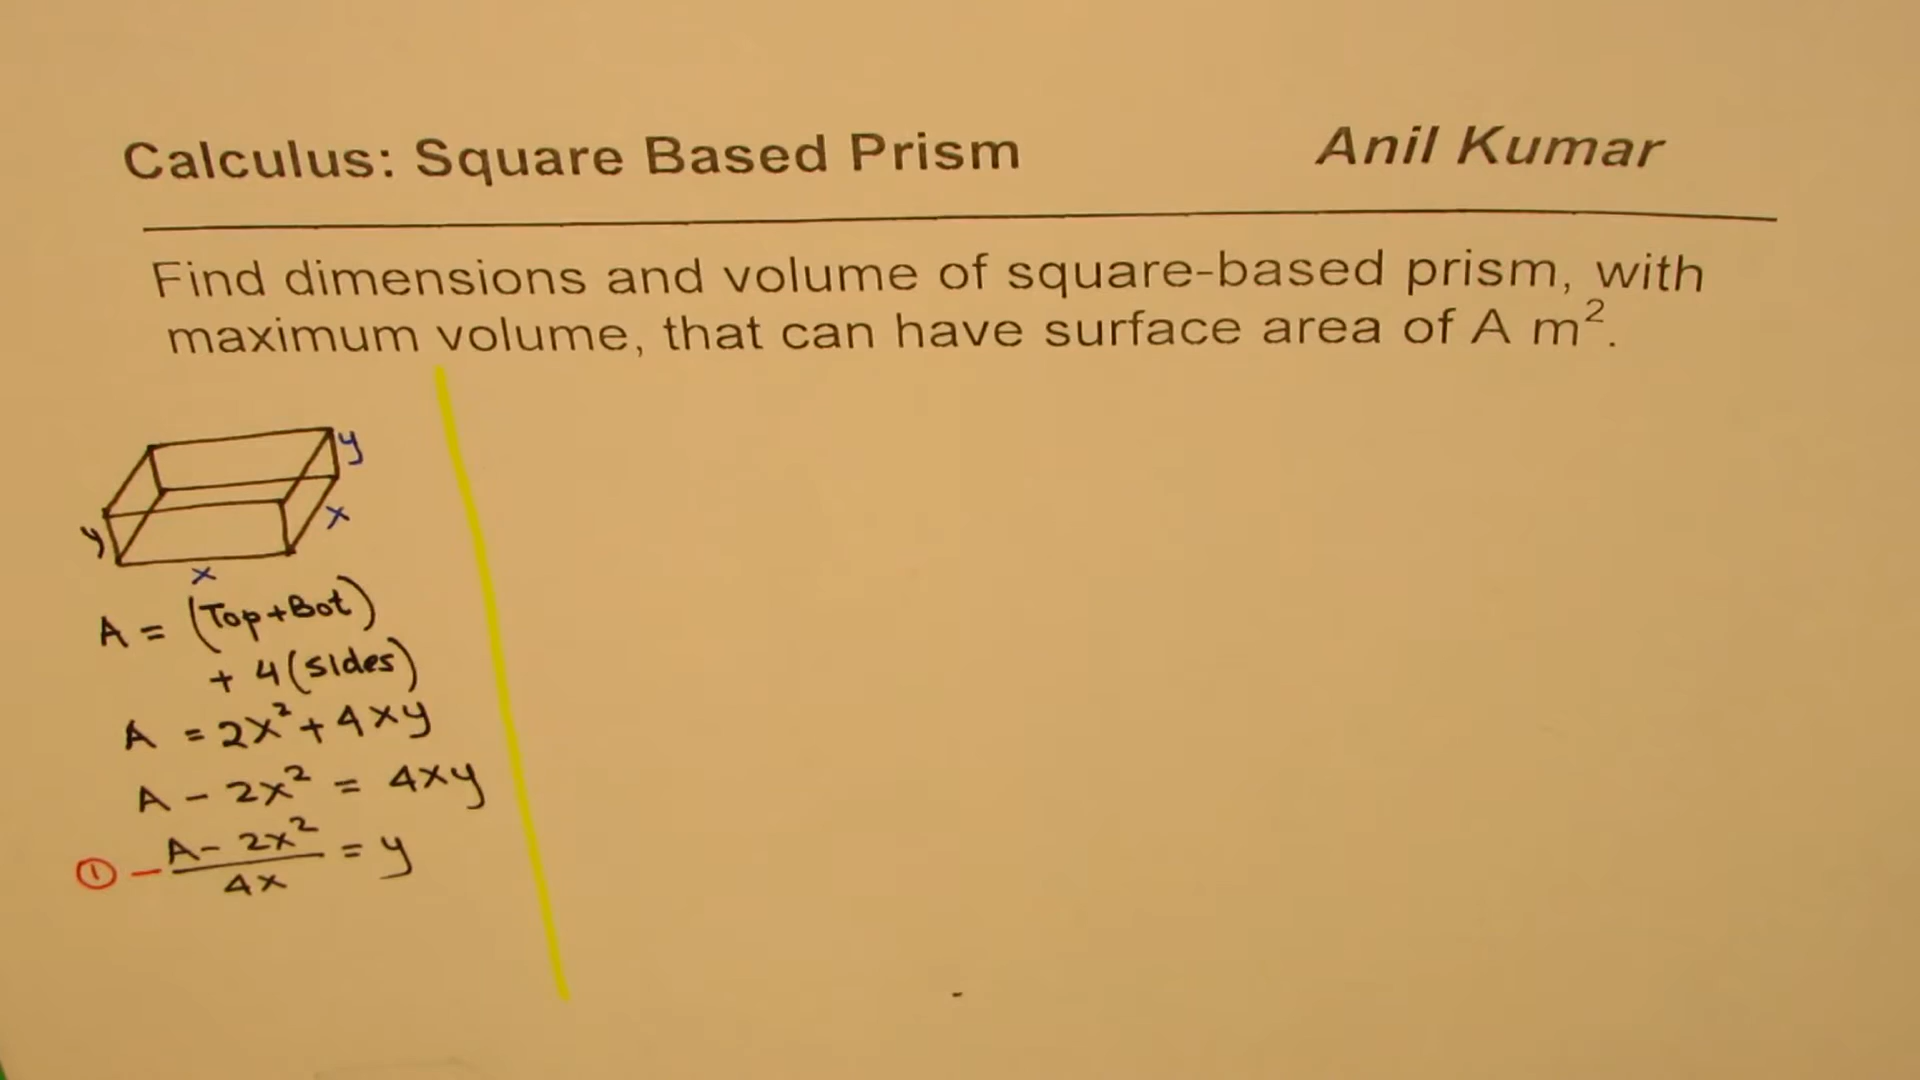 Calculus: Square Based Prism Anil Kumar
Find dimensions and volume of square-based prism, with
maximum volume, that can have surface area of A m².
y
x
y
x
A = (Top+Bot)
+ 4(sides)
A = 2x² + 4xy
A - 2x² = 4xy
① - A - 2x² / 4x = y